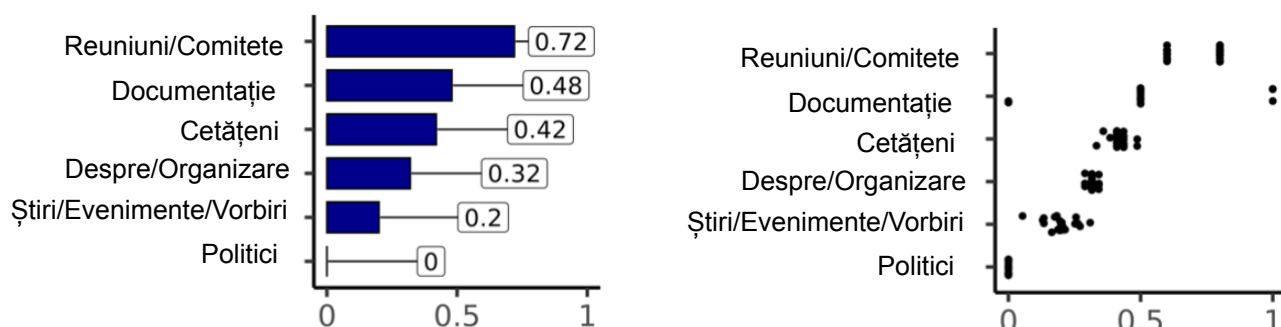 Reuniuni/Comitete
0.72
Documentație
0.48
Cetățeni
0.42
Despre/Organizare
0.32
Știri/Evenimente/Vorbiri
0.2
Politici
0
0 0.5 1
Reuniuni/Comitete
Documentație
Cetățeni
Despre/Organizare
Știri/Evenimente/Vorbiri
Politici
0 0.5 1